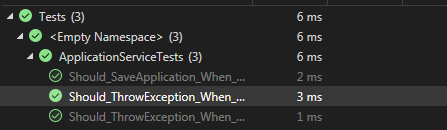 Tests (3) 6 ms
<Empty Namespace> (3) 6 ms
ApplicationServiceTests (3) 6 ms
Should_SaveApplication_When_... 2 ms
Should_ThrowException_When_... 3 ms
Should_ThrowException_When_... 1 ms